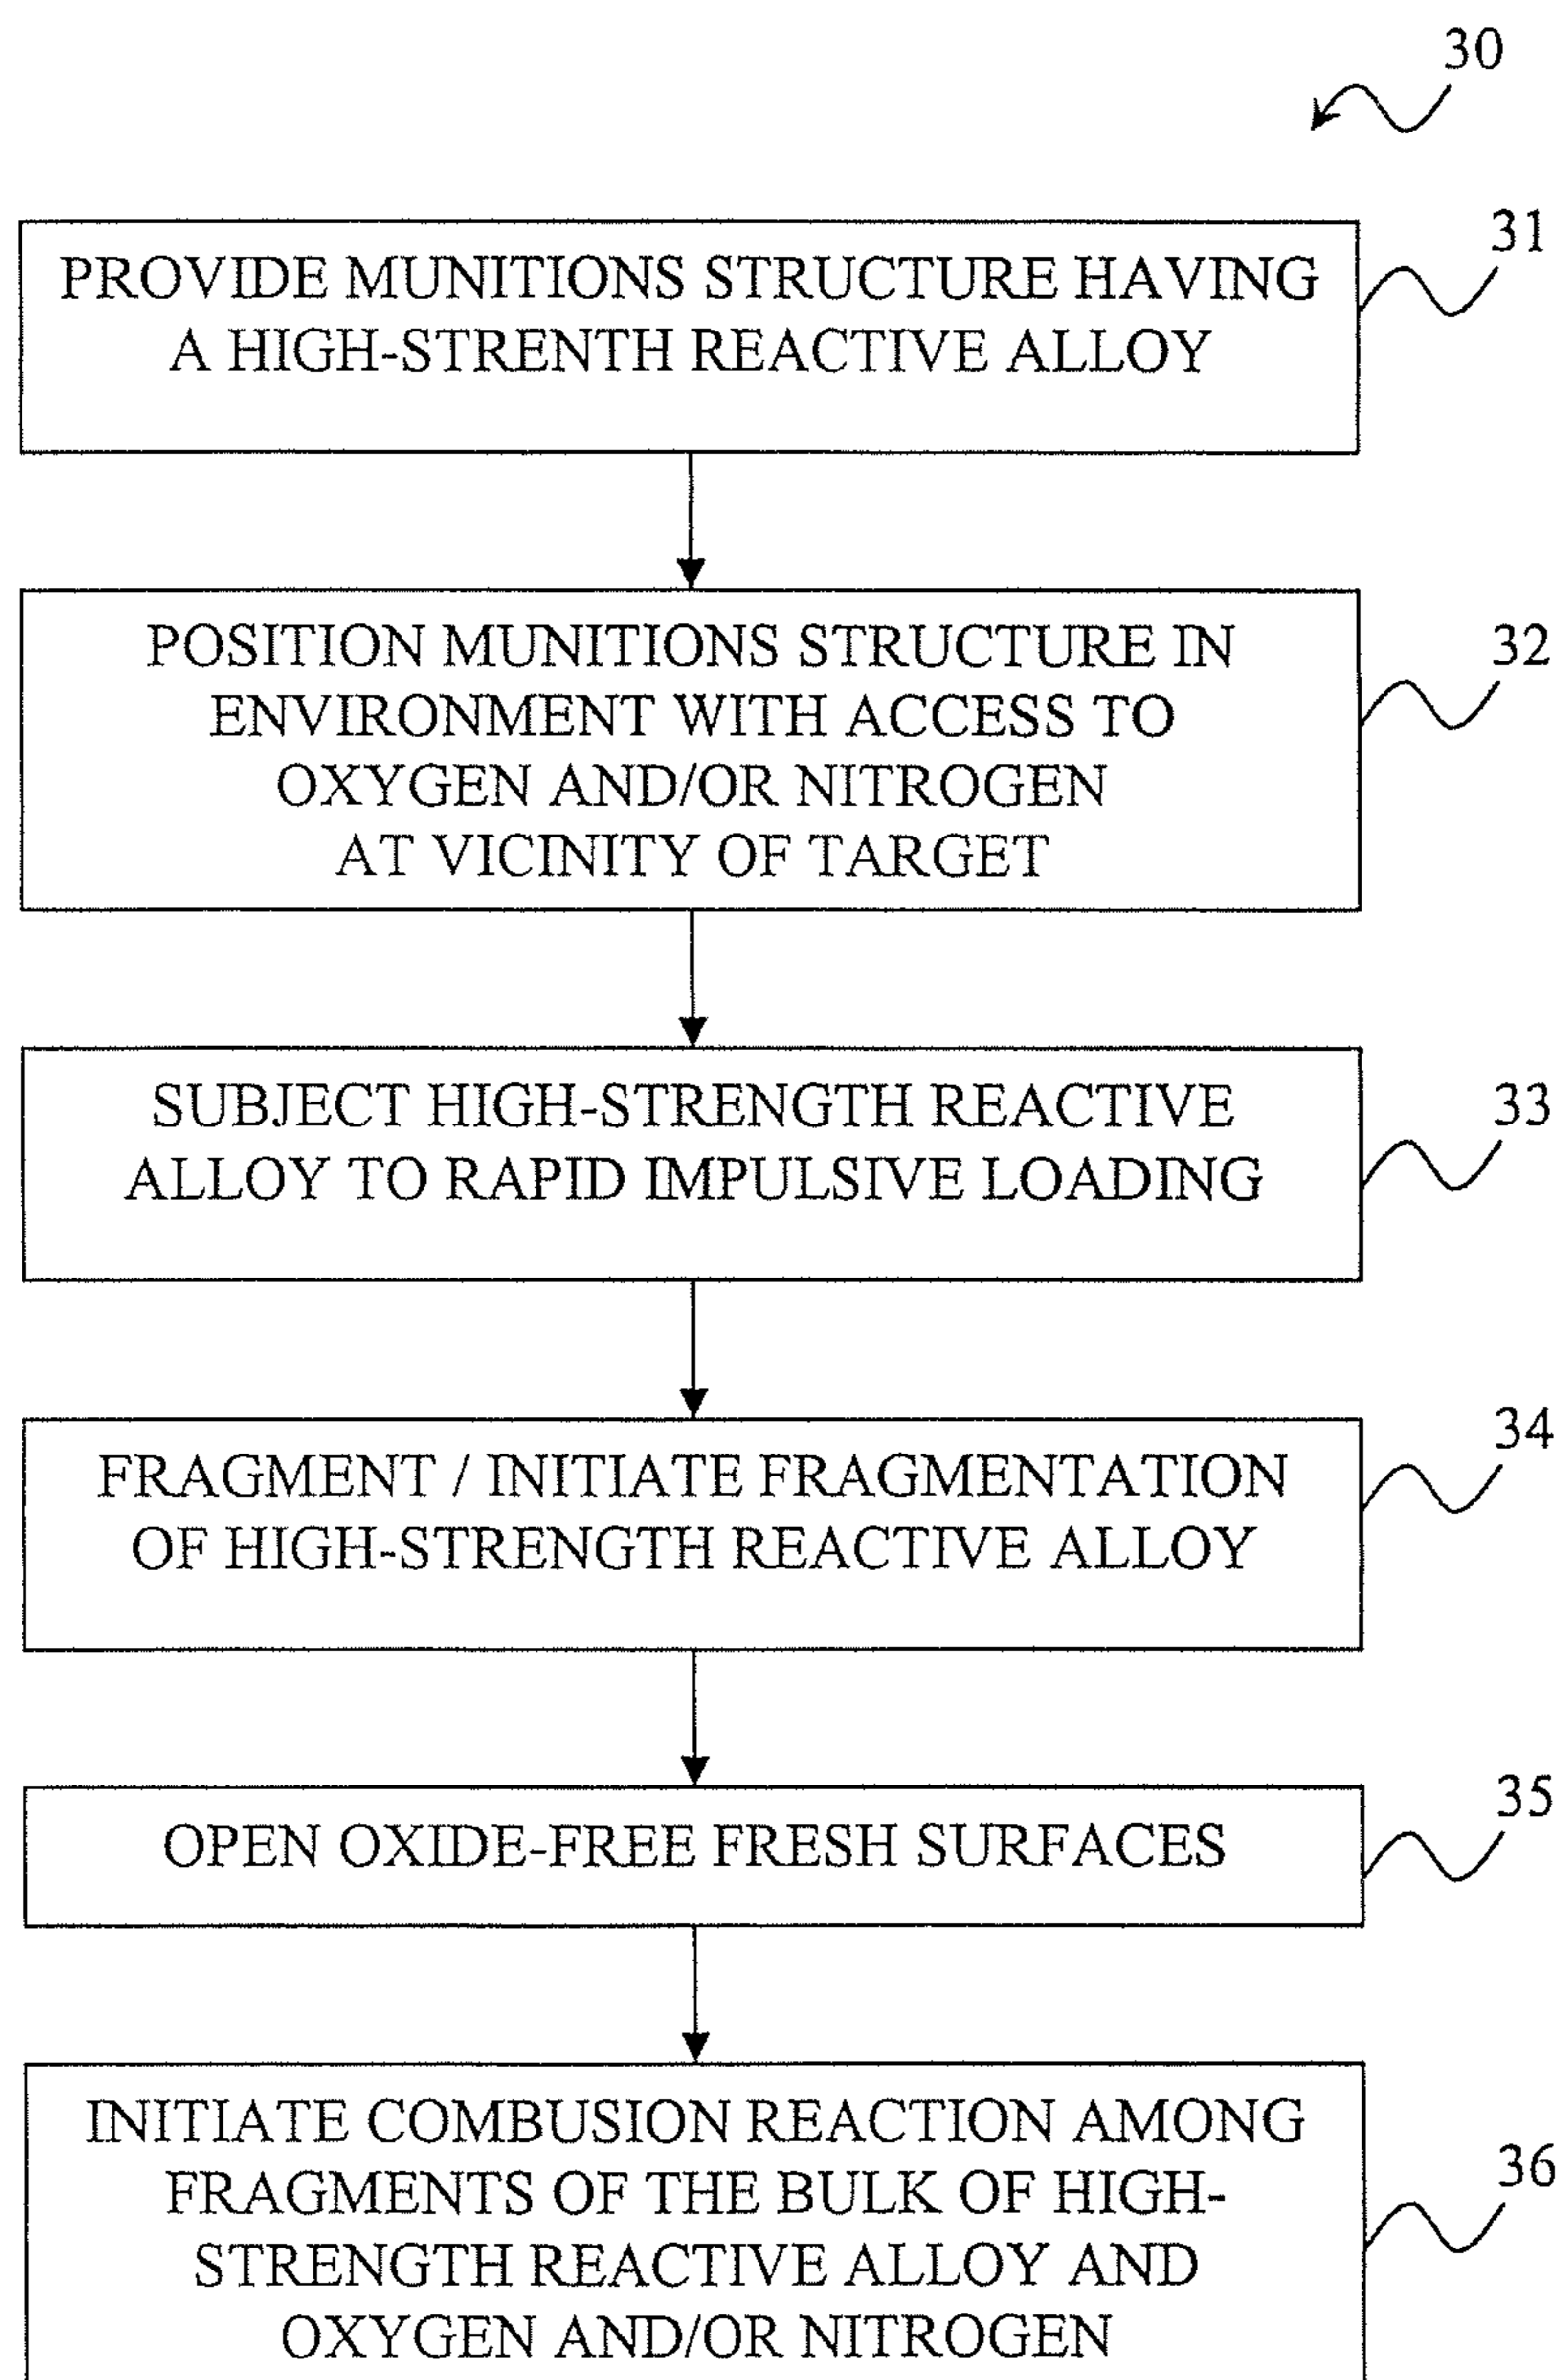 30
PROVIDE MUNITIONS STRUCTURE HAVING
A HIGH-STRENTH REACTIVE ALLOY
31
POSITION MUNITIONS STRUCTURE IN
ENVIRONMENT WITH ACCESS TO
OXYGEN AND/OR NITROGEN
AT VICINITY OF TARGET
32
SUBJECT HIGH-STRENGTH REACTIVE
ALLOY TO RAPID IMPULSIVE LOADING
33
FRAGMENT / INITIATE FRAGMENTATION
OF HIGH-STRENGTH REACTIVE ALLOY
34
OPEN OXIDE-FREE FRESH SURFACES
35
INITIATE COMBUSION REACTION AMONG
FRAGMENTS OF THE BULK OF HIGH-
STRENGTH REACTIVE ALLOY AND
OXYGEN AND/OR NITROGEN
36